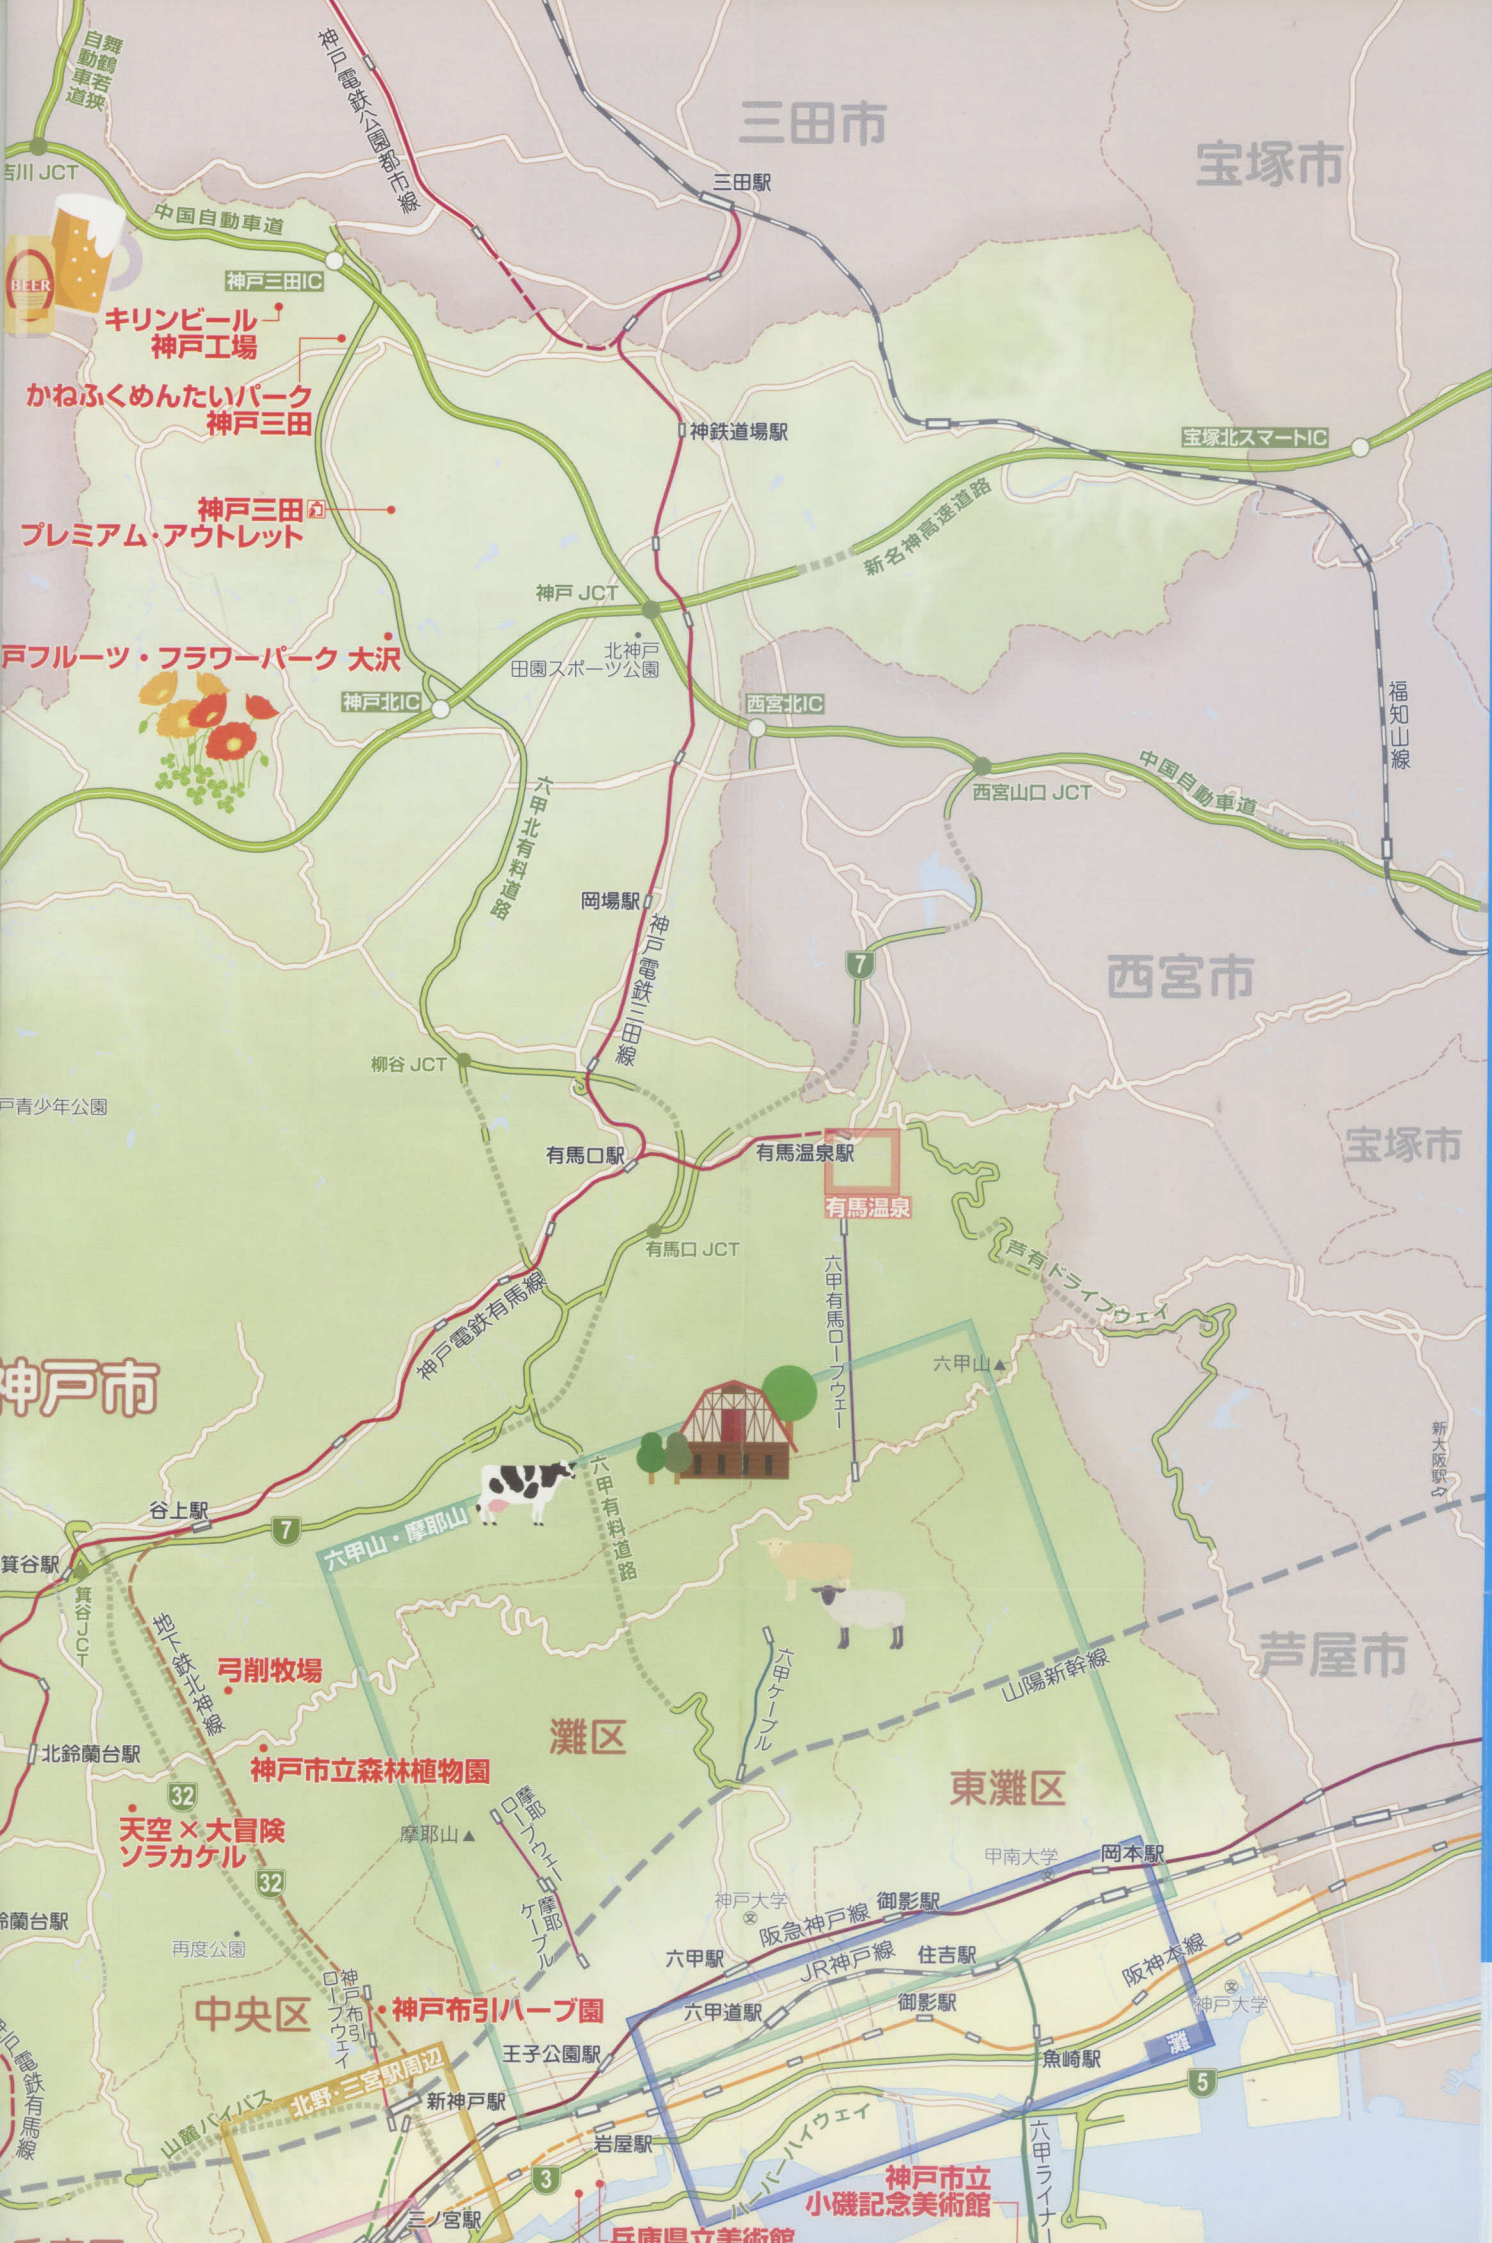 舞鶴若狭
自動車道
神戸電鉄公園都市線
三田市
宝塚市
三田駅
吉川 JCT
中国自動車道
神戸三田IC
BEER
キリンビール
神戸工場
かねふくめんたいパーク
神戸三田
神鉄道場駅
宝塚北スマートIC
神戸三田
プレミアム・アウトレット
新名神高速道路
神戸 JCT
北神戸
田園スポーツ公園
戸フルーツ・フラワーパーク 大沢
神戸北IC
西宮北IC
福知山線
西宮山口 JCT
中国自動車道
六甲北有料道路
岡場駅
神戸電鉄三田線
7
西宮市
柳谷 JCT
戸青少年公園
有馬口駅
有馬温泉駅
宝塚市
有馬温泉
有馬口 JCT
芦有ドライブウェイ
六甲有馬ロープウェー
神戸電鉄有馬線
六甲山▲
神戸市
新大阪駅⇨
谷上駅
7
六甲山・摩耶山
六甲有料道路
箕谷駅
箕谷JCT
地下鉄北神線
弓削牧場
六甲ケーブル
山陽新幹線
芦屋市
灘区
北鈴蘭台駅
神戸市立森林植物園
東灘区
32
天空×大冒険
ソラカケル
摩耶山▲
摩耶
ロープウェー
甲南大学
岡本駅
32
摩耶
ケーブル
神戸大学
御影駅
阪急神戸線
鈴蘭台駅
再度公園
六甲駅
JR神戸線
住吉駅
阪神本線
神戸布引
ロープウェイ
中央区
神戸布引ハーブ園
六甲道駅
御影駅
神戸大学
灘
王子公園駅
魚崎駅
神戸電鉄有馬線
北野・三宮駅周辺
新神戸駅
5
山麓バイパス
岩屋駅
ハーバーハイウェイ
六甲ライナー
3
神戸市立
小磯記念美術館
三ノ宮駅
兵庫県立美術館